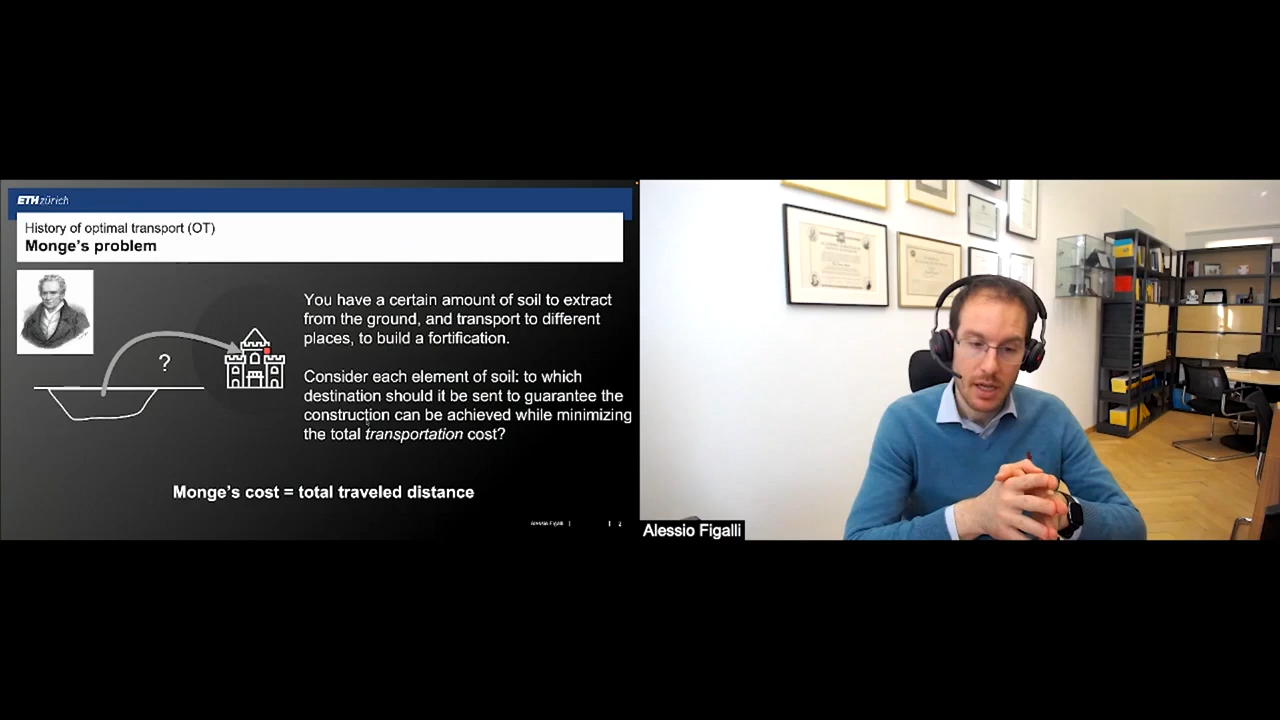 ETH zürich
History of optimal transport (OT)
Monge's problem
You have a certain amount of soil to extract
from the ground, and transport to different
places, to build a fortification.
?
Consider each element of soil: to which
destination should it be sent to guarantee the
construction can be achieved while minimizing
the total transportation cost?
Monge's cost = total traveled distance
Alessio Figalli | | 2
Alessio Figalli